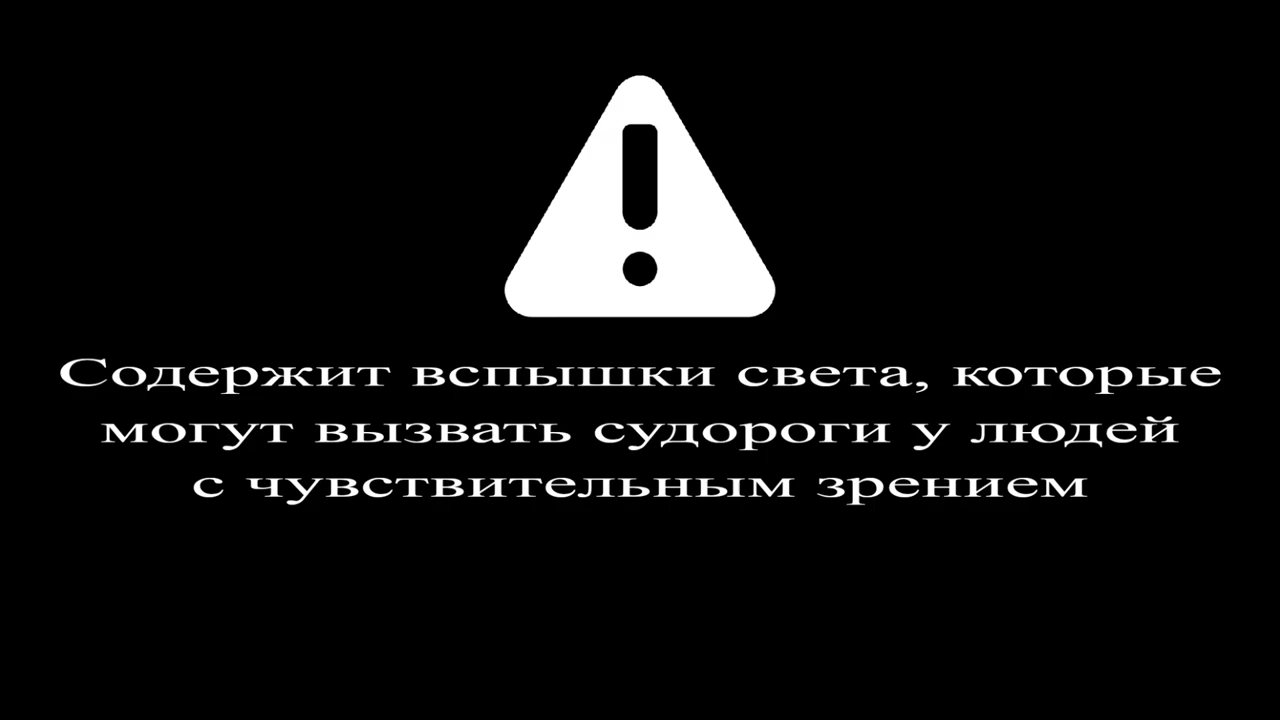 Содержит вспышки света, которые
могут вызвать судороги у людей
с чувствительным зрением